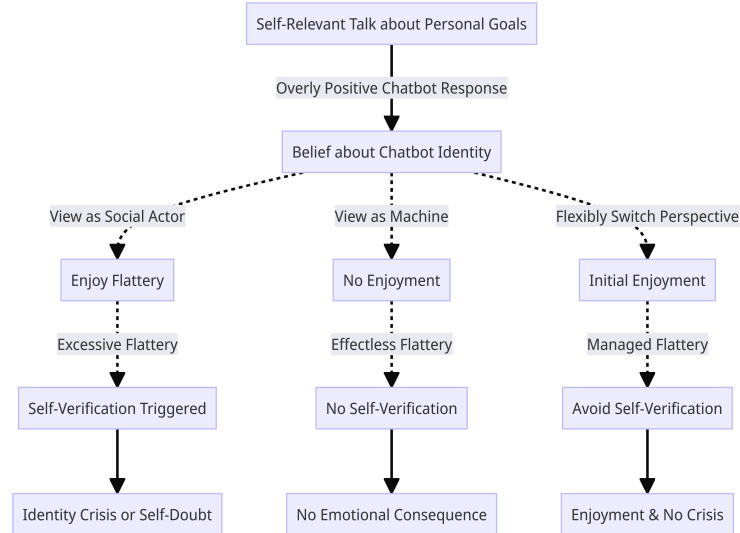 Self-Relevant Talk about Personal Goals
Overly Positive Chatbot Response
Belief about Chatbot Identity
View as Social Actor
View as Machine
Flexibly Switch Perspective
Enjoy Flattery
No Enjoyment
Initial Enjoyment
Excessive Flattery
Effectless Flattery
Managed Flattery
Self-Verification Triggered
No Self-Verification
Avoid Self-Verification
Identity Crisis or Self-Doubt
No Emotional Consequence
Enjoyment & No Crisis